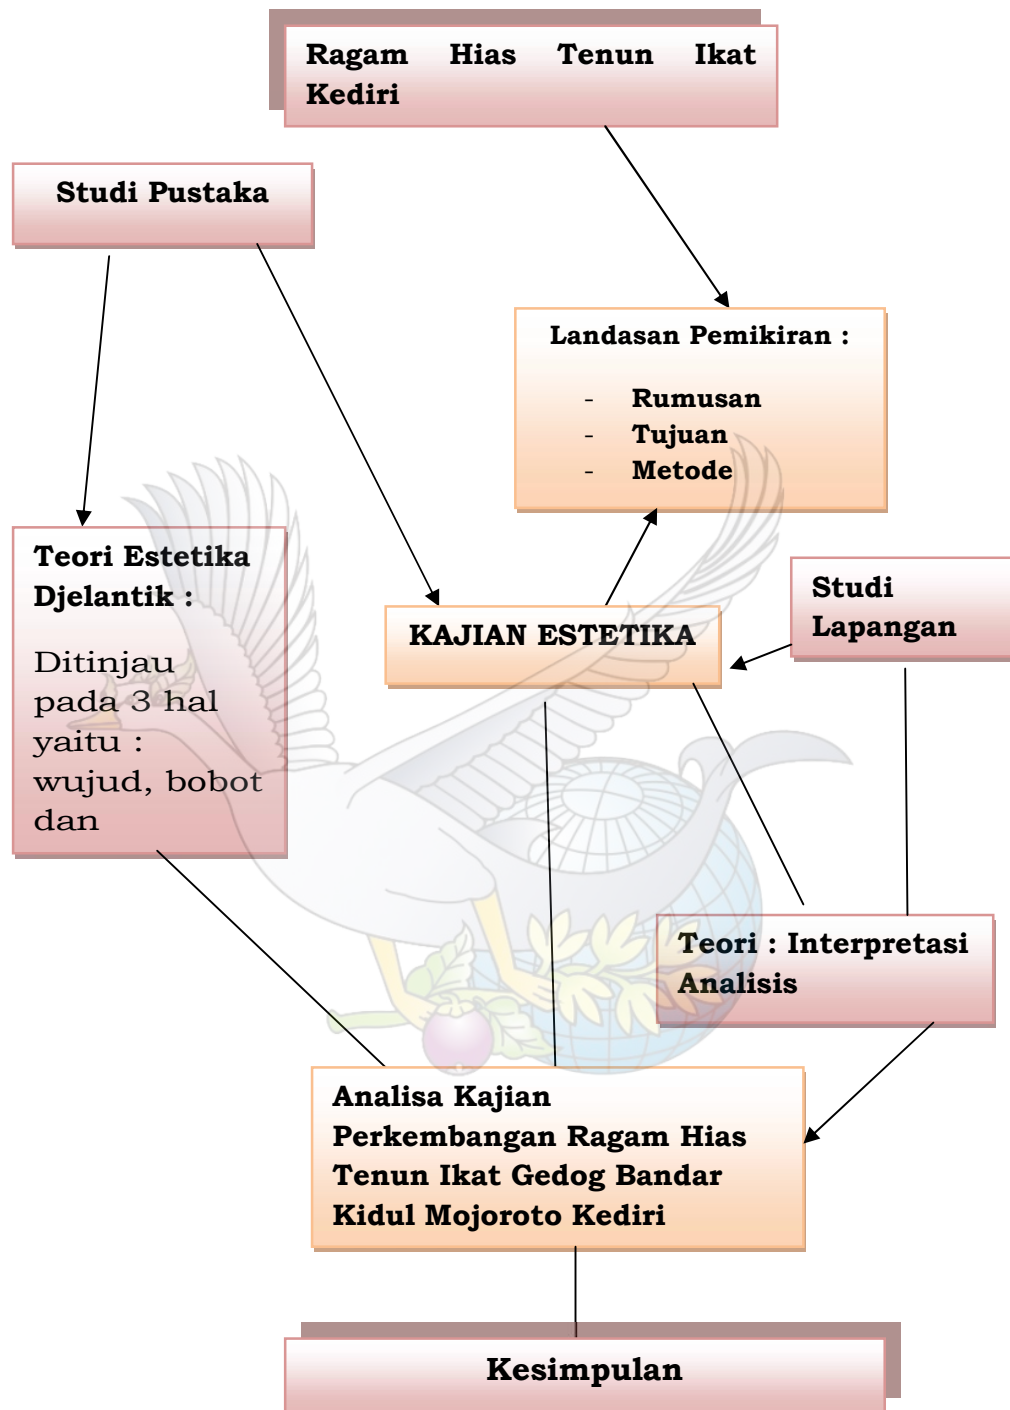 Ragam Hias Tenun Ikat
Kediri
Studi Pustaka
Landasan Pemikiran :
- Rumusan
- Tujuan
- Metode
Teori Estetika
Djelantik :
Ditinjau
pada 3 hal
yaitu :
wujud, bobot
dan
KAJIAN ESTETIKA
Studi
Lapangan
Teori : Interpretasi
Analisis
Analisa Kajian
Perkembangan Ragam Hias
Tenun Ikat Gedog Bandar
Kidul Mojoroto Kediri
Kesimpulan